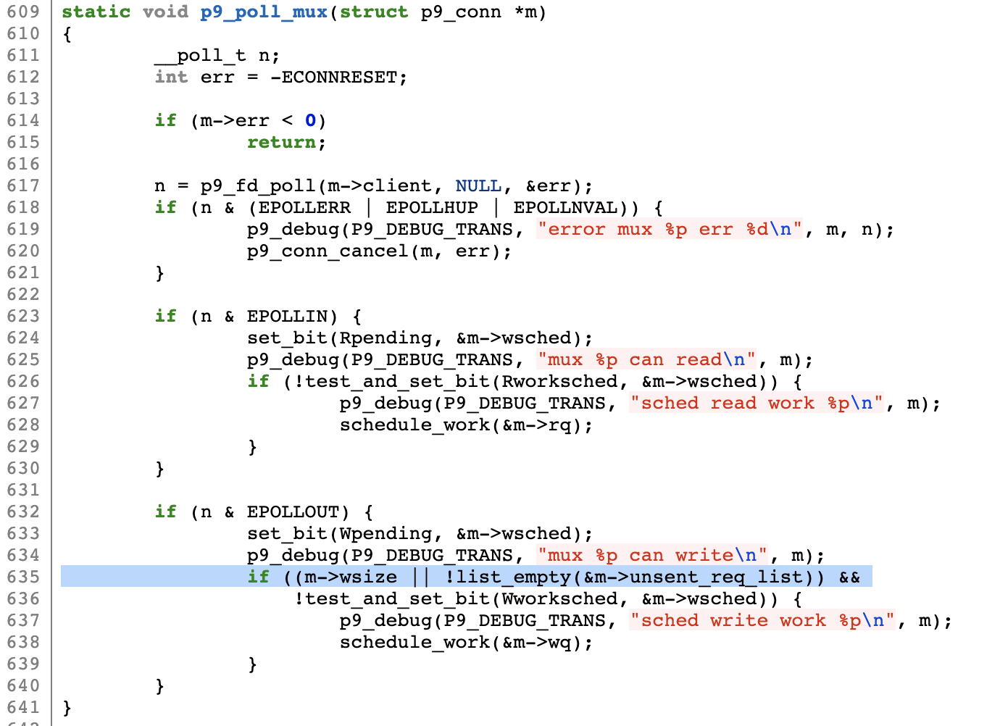 609 static void p9_poll_mux(struct p9_conn *m)
610 {
611         __poll_t n;
612         int err = -ECONNRESET;
613
614         if (m->err < 0)
615                 return;
616
617         n = p9_fd_poll(m->client, NULL, &err);
618         if (n & (EPOLLERR | EPOLLHUP | EPOLLNVAL)) {
619                 p9_debug(P9_DEBUG_TRANS, "error mux %p err %d\n", m, n);
620                 p9_conn_cancel(m, err);
621         }
622
623         if (n & EPOLLIN) {
624                 set_bit(Rpending, &m->wsched);
625                 p9_debug(P9_DEBUG_TRANS, "mux %p can read\n", m);
626                 if (!test_and_set_bit(Rworksched, &m->wsched)) {
627                         p9_debug(P9_DEBUG_TRANS, "sched read work %p\n", m);
628                         schedule_work(&m->rq);
629                 }
630         }
631
632         if (n & EPOLLOUT) {
633                 set_bit(Wpending, &m->wsched);
634                 p9_debug(P9_DEBUG_TRANS, "mux %p can write\n", m);
635                 if ((m->wsize || !list_empty(&m->unsent_req_list)) &&
636                     !test_and_set_bit(Wworksched, &m->wsched)) {
637                         p9_debug(P9_DEBUG_TRANS, "sched write work %p\n", m);
638                         schedule_work(&m->wq);
639                 }
640         }
641 }